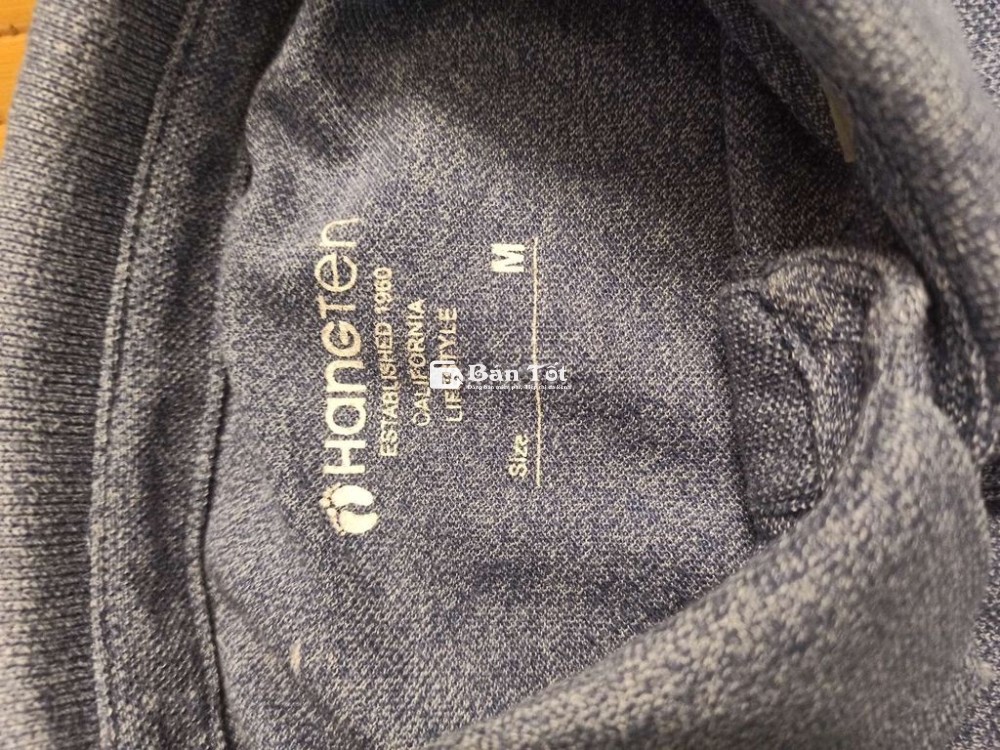 HanGTen
ESTABLISHED 1960
CALIFORNIA
LIFESTYLE
Size M
Bán Tốt